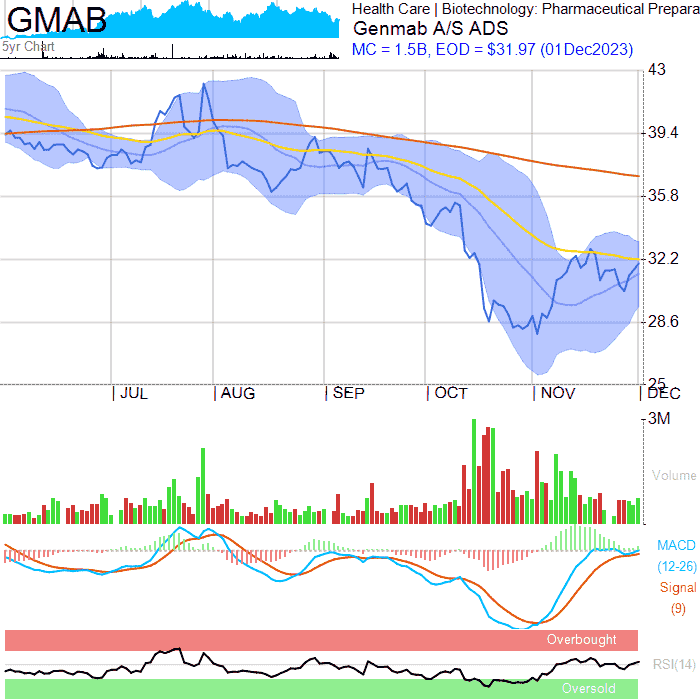 GMAB
5yr Chart
Health Care | Biotechnology: Pharmaceutical Prepara
Genmab A/S ADS
MC = 1.5B, EOD = $31.97 (01Dec2023)
43
39.4
35.8
32.2
28.6
25
JUL AUG SEP OCT NOV DEC
3M
Volume
MACD
(12-26)
Signal
(9)
Overbought
RSI(14)
Oversold